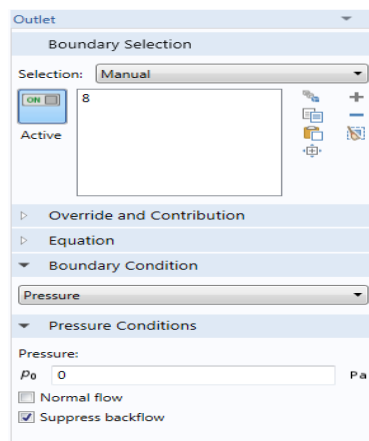 Outlet
Boundary Selection
Selection: Manual
ON 8
Active
Override and Contribution
Equation
Boundary Condition
Pressure
Pressure Conditions
Pressure:
p₀ 0 Pa
Normal flow
Suppress backflow